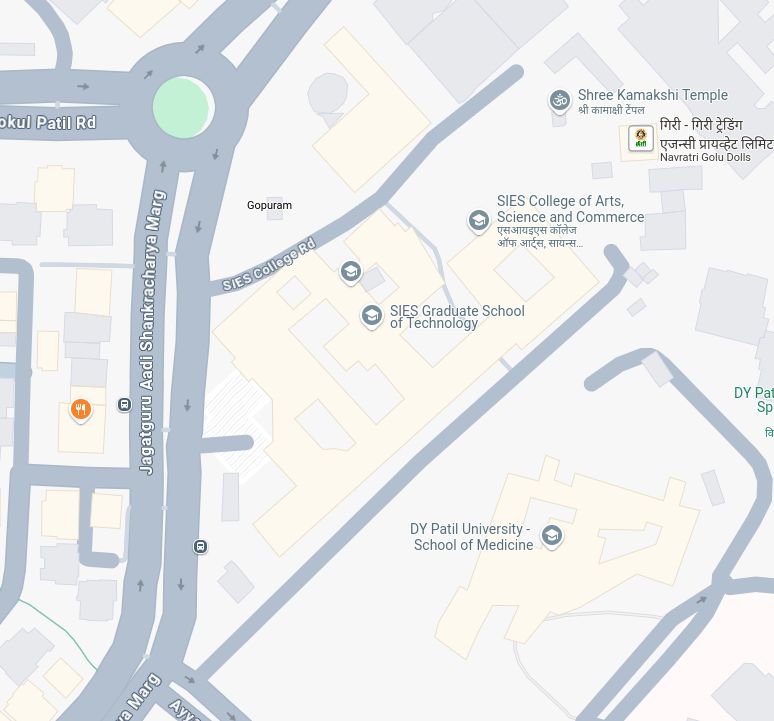 okul Patil Rd
Shree Kamakshi Temple
श्री कामाक्षी टेंपल
गिरी - गिरी ट्रेडिंग
एजन्सी प्रायव्हेट लिमिट
Navratri Golu Dolls
Jagatguru Aadi Shankracharya Marg
Gopuram
SIES College of Arts,
Science and Commerce
एसआयइएस कॉलेज
ऑफ आर्ट्स, सायन्स...
SIES College Rd
SIES Graduate School
of Technology
DY Pat
Sp
वि
DY Patil University -
School of Medicine
ya Marg
Ayy